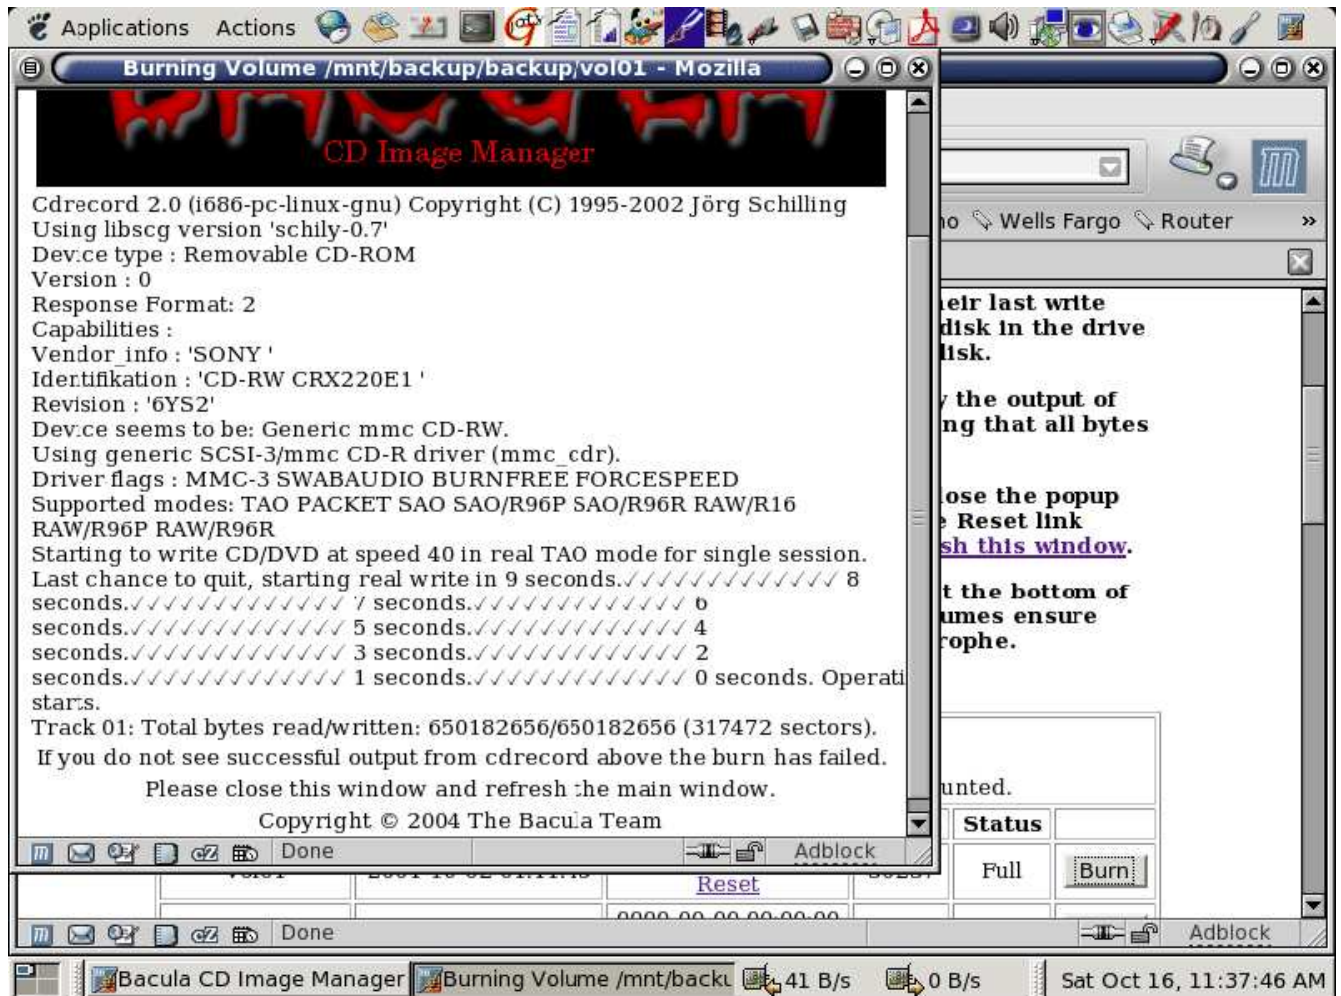 Applications Actions
Burning Volume /mnt/backup/backup/vol01 - Mozilla
BACULA
CD Image Manager
Cdrecord 2.0 (i686-pc-linux-gnu) Copyright (C) 1995-2002 Jörg Schilling
Using libscg version 'schily-0.7'
Device type : Removable CD-ROM
Version : 0
Response Format: 2
Capabilities :
Vendor_info : 'SONY '
Identifikation : 'CD-RW CRX220E1 '
Revision : '6YS2'
Device seems to be: Generic mmc CD-RW.
Using generic SCSI-3/mmc CD-R driver (mmc_cdr).
Driver flags : MMC-3 SWABAUDIO BURNFREE FORCESPEED
Supported modes: TAO PACKET SAO SAO/R96P SAO/R96R RAW/R16
RAW/R96P RAW/R96R
Starting to write CD/DVD at speed 40 in real TAO mode for single session.
Last chance to quit, starting real write in 9 seconds.✓✓✓✓✓✓✓✓✓✓✓✓✓ 8
seconds.✓✓✓✓✓✓✓✓✓✓✓✓✓ 7 seconds.✓✓✓✓✓✓✓✓✓✓✓✓✓ 6
seconds.✓✓✓✓✓✓✓✓✓✓✓✓✓ 5 seconds.✓✓✓✓✓✓✓✓✓✓✓✓✓ 4
seconds.✓✓✓✓✓✓✓✓✓✓✓✓✓ 3 seconds.✓✓✓✓✓✓✓✓✓✓✓✓✓ 2
seconds.✓✓✓✓✓✓✓✓✓✓✓✓✓ 1 seconds.✓✓✓✓✓✓✓✓✓✓✓✓✓ 0 seconds. Operati
starts.
Track 01: Total bytes read/written: 650182656/650182656 (317472 sectors).
If you do not see successful output from cdrecord above the burn has failed.
Please close this window and refresh the main window.
Copyright © 2004 The Bacula Team
Done
Adblock
no Wells Fargo Router »
eir last write
disk in the drive
lisk.
the output of
ng that all bytes
lose the popup
e Reset link
sh this window.
t the bottom of
umes ensure
rophe.
unted.
Status
Reset
Full
Burn
Done
Adblock
Bacula CD Image Manager
Burning Volume /mnt/backu
41 B/s
0 B/s
Sat Oct 16, 11:37:46 AM